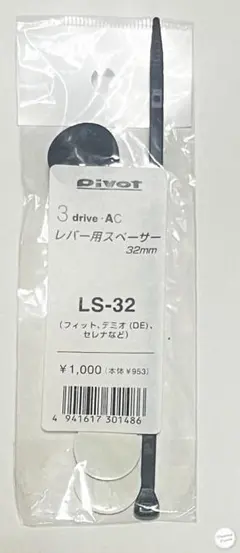 Pivot
3 drive・AC
レバー用スペーサー
32mm
LS-32
(フィット、デミオ(DE)、
セレナなど)
￥1,000 (本体￥953)
4 941617 301486